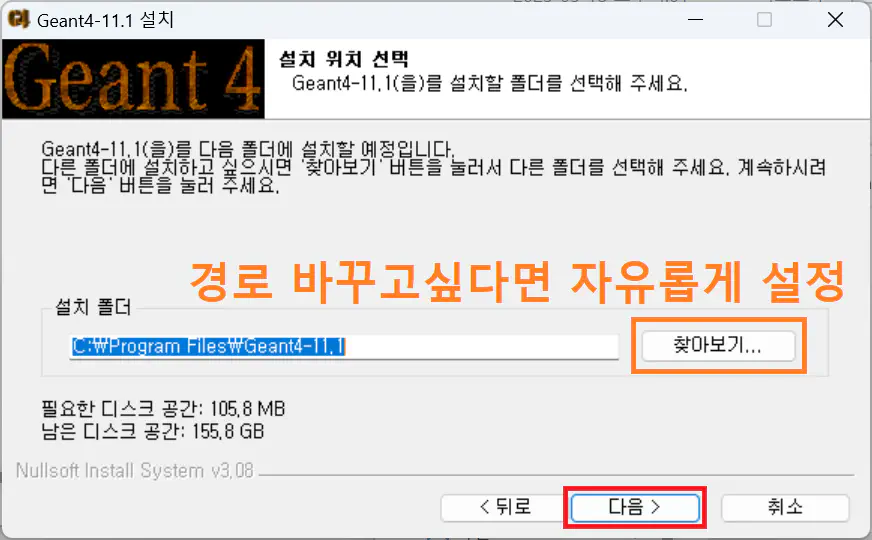 Geant4-11.1 설치
Geant 4
설치 위치 선택
Geant4-11.1(을)를 설치할 폴더를 선택해 주세요.
Geant4-11.1(을)를 다음 폴더에 설치할 예정입니다.
다른 폴더에 설치하고 싶으시면 '찾아보기' 버튼을 눌러서 다른 폴더를 선택해 주세요. 계속하시려
면 '다음' 버튼을 눌러 주세요.
경로 바꾸고싶다면 자유롭게 설정
설치 폴더
C:₩Program Files₩Geant4-11.1
찾아보기...
필요한 디스크 공간: 105.8 MB
남은 디스크 공간: 155.8 GB
Nullsoft Install System v3.08
< 뒤로
다음 >
취소